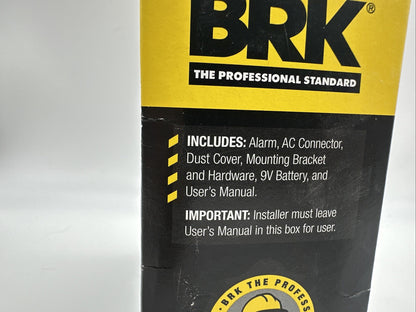 BRK®
THE PROFESSIONAL STANDARD
INCLUDES: Alarm, AC Connector,
Dust Cover, Mounting Bracket
and Hardware, 9V Battery, and
User's Manual.
IMPORTANT: Installer must leave
User's Manual in this box for user.
• BRK THE PROFESS